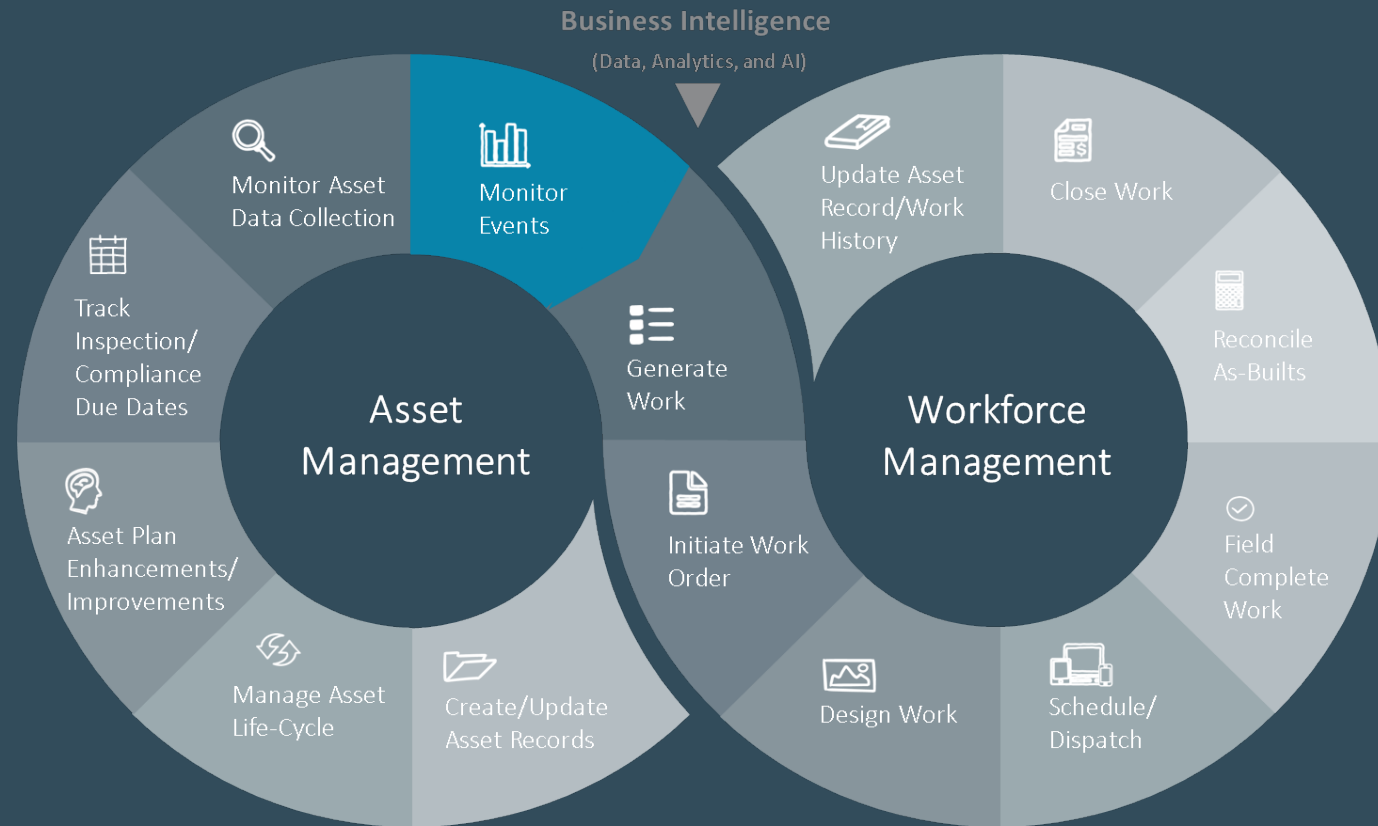 Business Intelligence
(Data, Analytics, and AI)
Monitor Asset
Data Collection
Monitor
Events
Track
Inspection/
Compliance
Due Dates
Generate
Work
Asset
Management
Asset Plan
Enhancements/
Improvements
Manage Asset
Life-Cycle
Create/Update
Asset Records
Update Asset
Record/Work
History
Close Work
Reconcile
As-Builts
Workforce
Management
Initiate Work
Order
Field
Complete
Work
Design Work
Schedule/
Dispatch